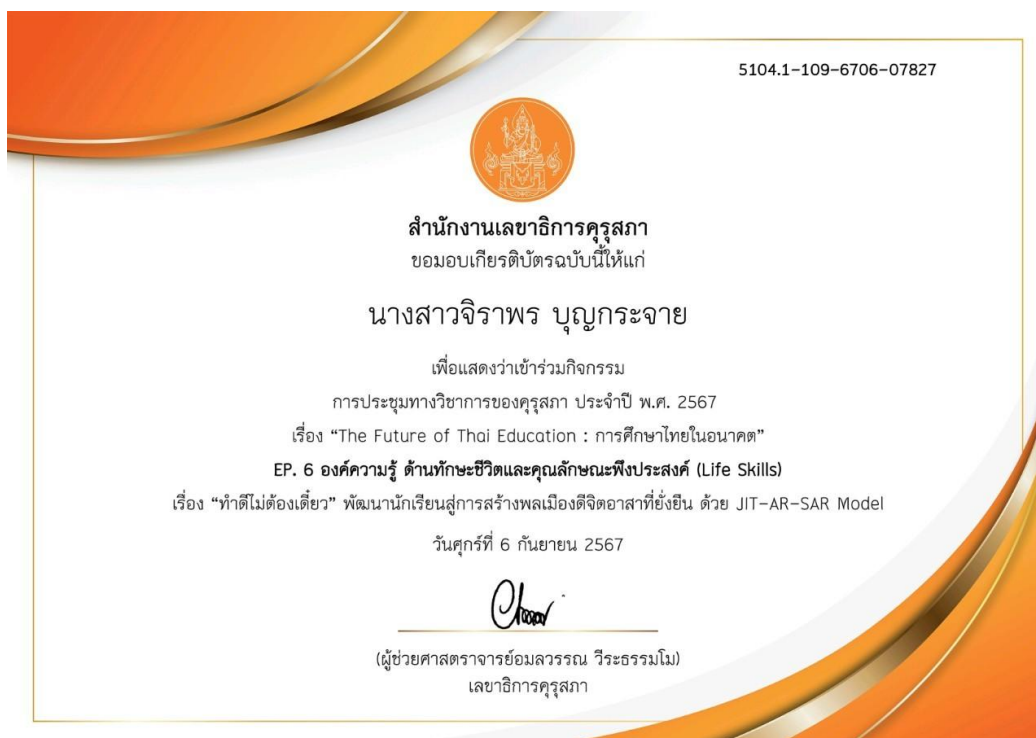 5104.1-109-6706-07827
สำนักงานเลขาธิการคุรุสภา
ขอมอบเกียรติบัตรฉบับนี้ให้แก่
นางสาวจิราพร บุญกระจาย
เพื่อแสดงว่าเข้าร่วมกิจกรรม
การประชุมทางวิชาการของคุรุสภา ประจำปี พ.ศ. 2567
เรื่อง “The Future of Thai Education : การศึกษาไทยในอนาคต”
EP. 6 องค์ความรู้ ด้านทักษะชีวิตและคุณลักษณะพึงประสงค์ (Life Skills)
เรื่อง “ทำดีไม่ต้องเดี๋ยว” พัฒนานักเรียนสู่การสร้างพลเมืองดีจิตอาสาที่ยั่งยืน ด้วย JIT-AR-SAR Model
วันศุกร์ที่ 6 กันยายน 2567
(ผู้ช่วยศาสตราจารย์อมลวรรณ วีระธรรมโม)
เลขาธิการคุรุสภา